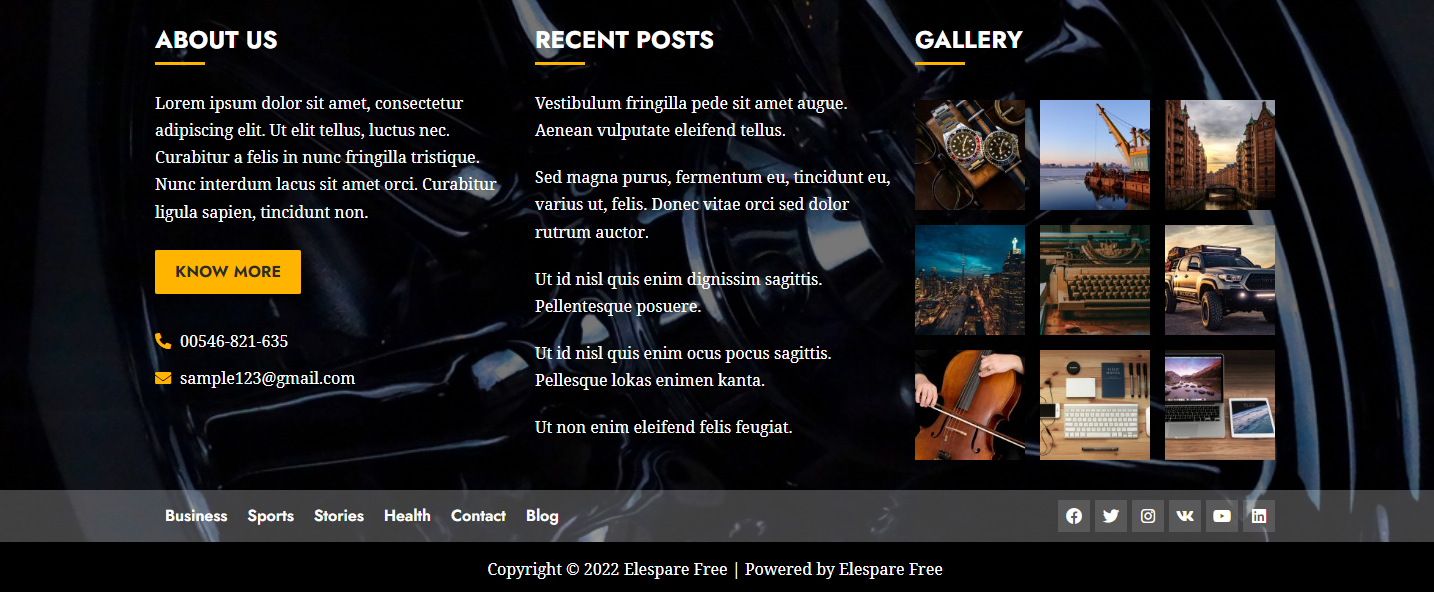 ABOUT US
Lorem ipsum dolor sit amet, consectetur
adipiscing elit. Ut elit tellus, luctus nec.
Curabitur a felis in nunc fringilla tristique.
Nunc interdum lacus sit amet orci. Curabitur
ligula sapien, tincidunt non.
KNOW MORE
00546-821-635
sample123@gmail.com
RECENT POSTS
Vestibulum fringilla pede sit amet augue.
Aenean vulputate eleifend tellus.
Sed magna purus, fermentum eu, tincidunt eu,
varius ut, felis. Donec vitae orci sed dolor
rutrum auctor.
Ut id nisl quis enim dignissim sagittis.
Pellentesque posuere.
Ut id nisl quis enim ocus pocus sagittis.
Pellesque lokas enimen kanta.
Ut non enim eleifend felis feugiat.
GALLERY
Business Sports Stories Health Contact Blog
Copyright © 2022 Elespare Free | Powered by Elespare Free